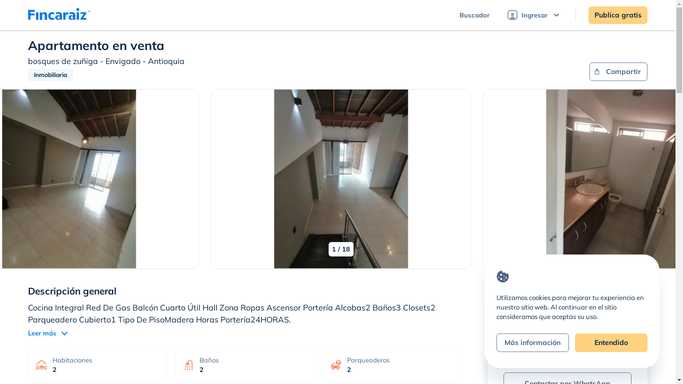 Fincaraiz
Buscador
Ingresar
Publica gratis
Apartamento en venta
bosques de zuñiga - Envigado - Antioquia
Inmobiliaria
Compartir
1 / 18
Descripción general
Cocina Integral Red De Gas Balcón Cuarto Útil Hall Zona Ropas Ascensor Portería Alcobas2 Baños3 Closets2
Parqueadero Cubierto1 Tipo De PisoMadera Horas Portería24HORAS.
Leer más
Habitaciones
2
Baños
2
Parqueaderos
2
Utilizamos cookies para mejorar tu experiencia en
nuestro sitio web. Al continuar en el sitio
consideramos que aceptas su uso.
Más información
Entendido
Contactar por WhatsApp